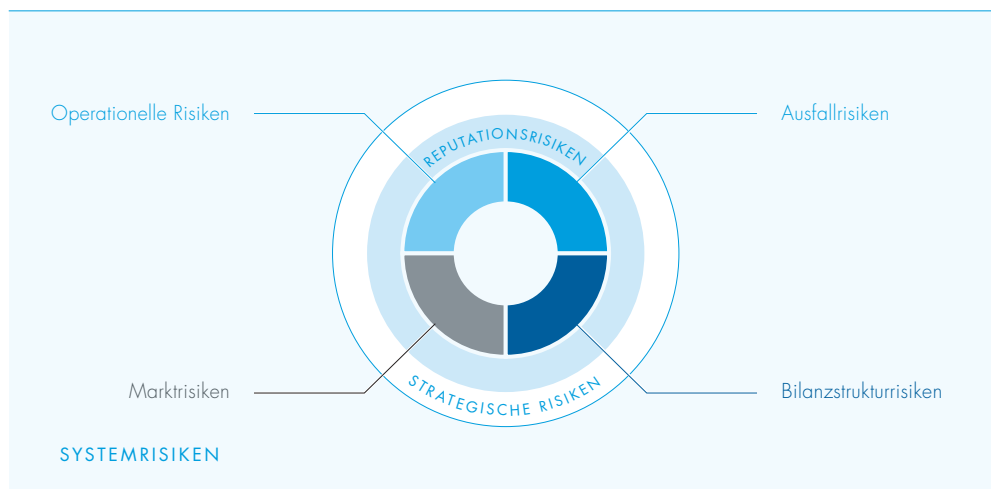 Operationelle Risiken
Ausfallrisiken
REPUTATIONSRISIKEN
Marktrisiken
Bilanzstrukturrisiken
STRATEGISCHE RISIKEN
SYSTEMRISIKEN